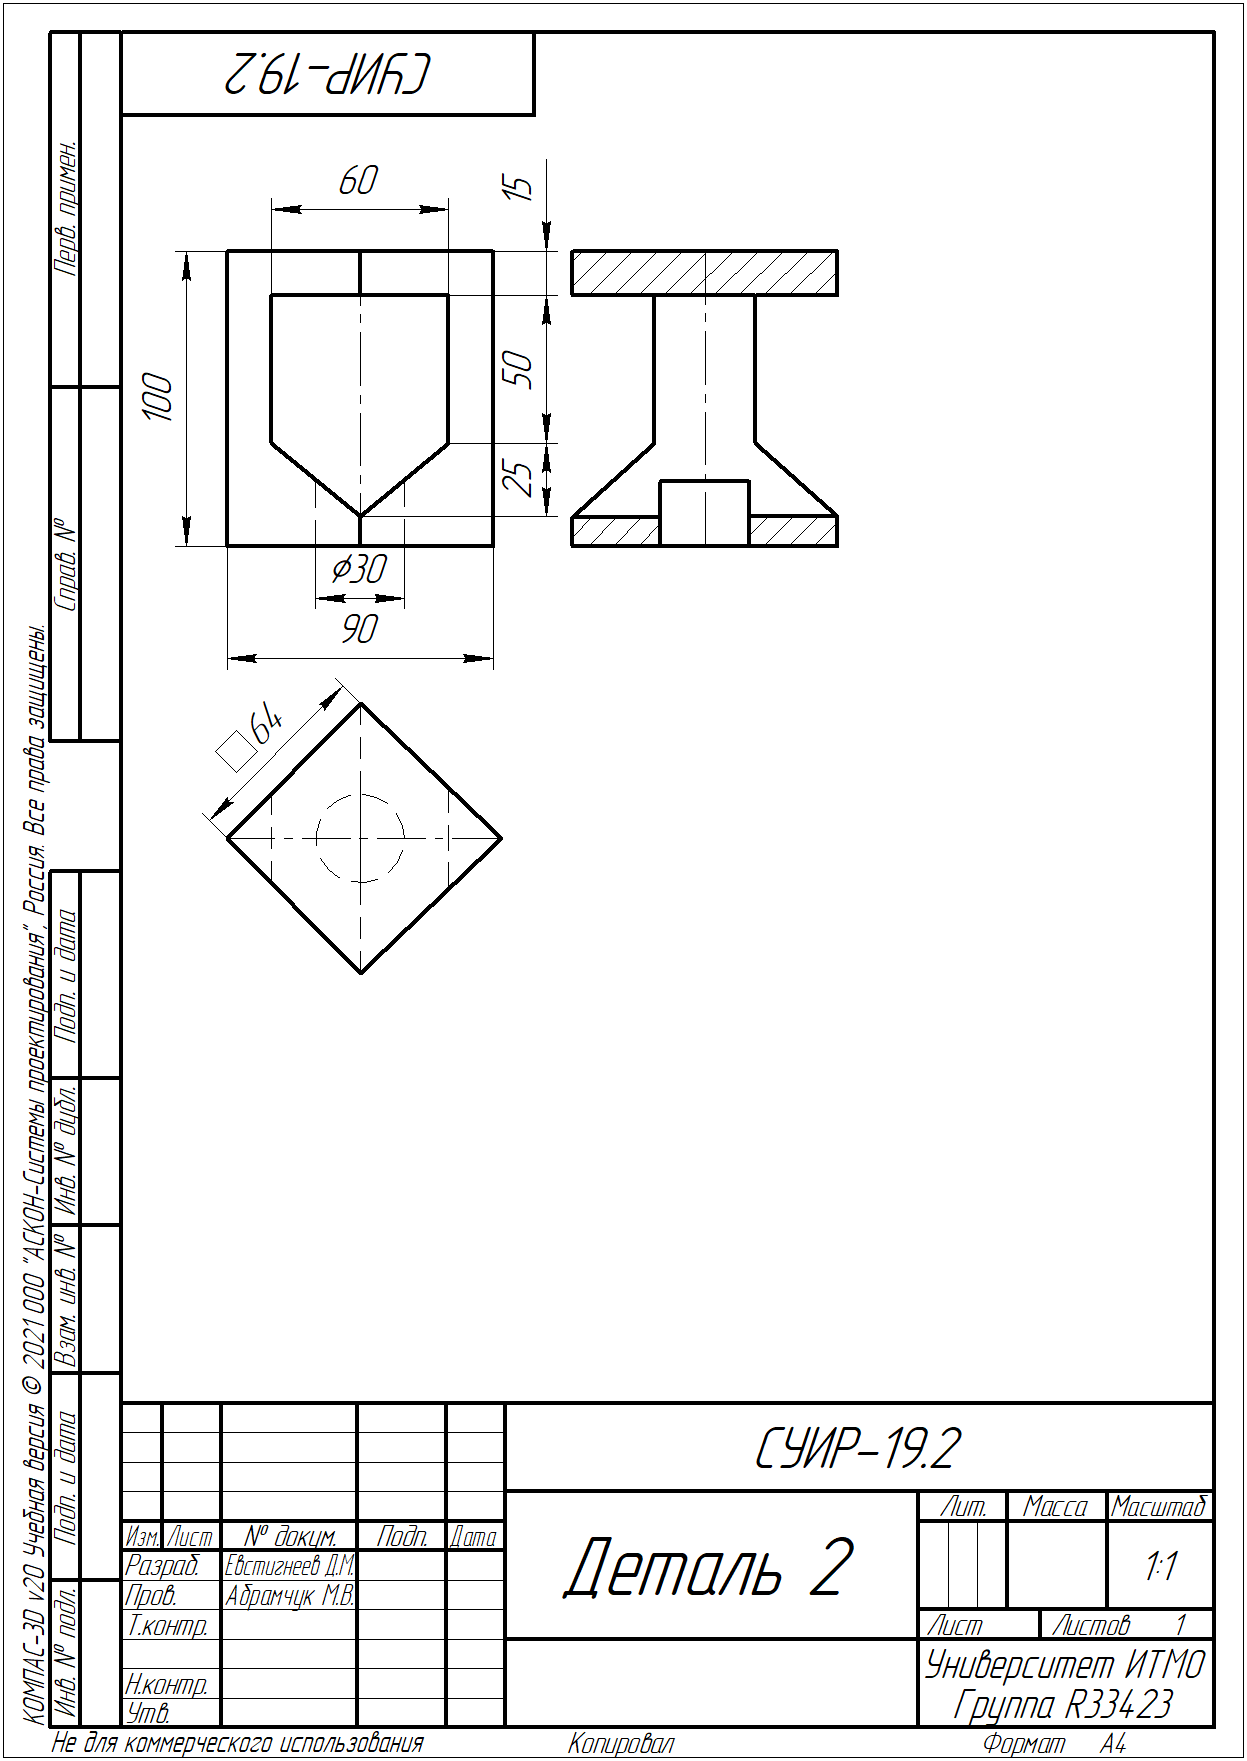 СУИР-19.2
Перв. примен.
Справ. №
60
15
100
50
25
⌀30
90
□64
КОМПАС-3D v20 Учебная версия © 2021 ООО "АСКОН-Системы проектирования", Россия. Все права защищены.
Подп. и дата
Инв. № дубл.
Взам. инв. №
Подп. и дата
Инв. № подл.
СУИР-19.2
Изм. Лист № докум. Подп. Дата
Разраб. Евстигнеев Д.М.
Пров. Абрамчук М.В.
Т.контр.
Н.контр.
Утв.
Деталь 2
Лит. Масса Масштаб
1:1
Лист Листов 1
Университет ИТМО
Группа R33423
Не для коммерческого использования Копировал Формат А4